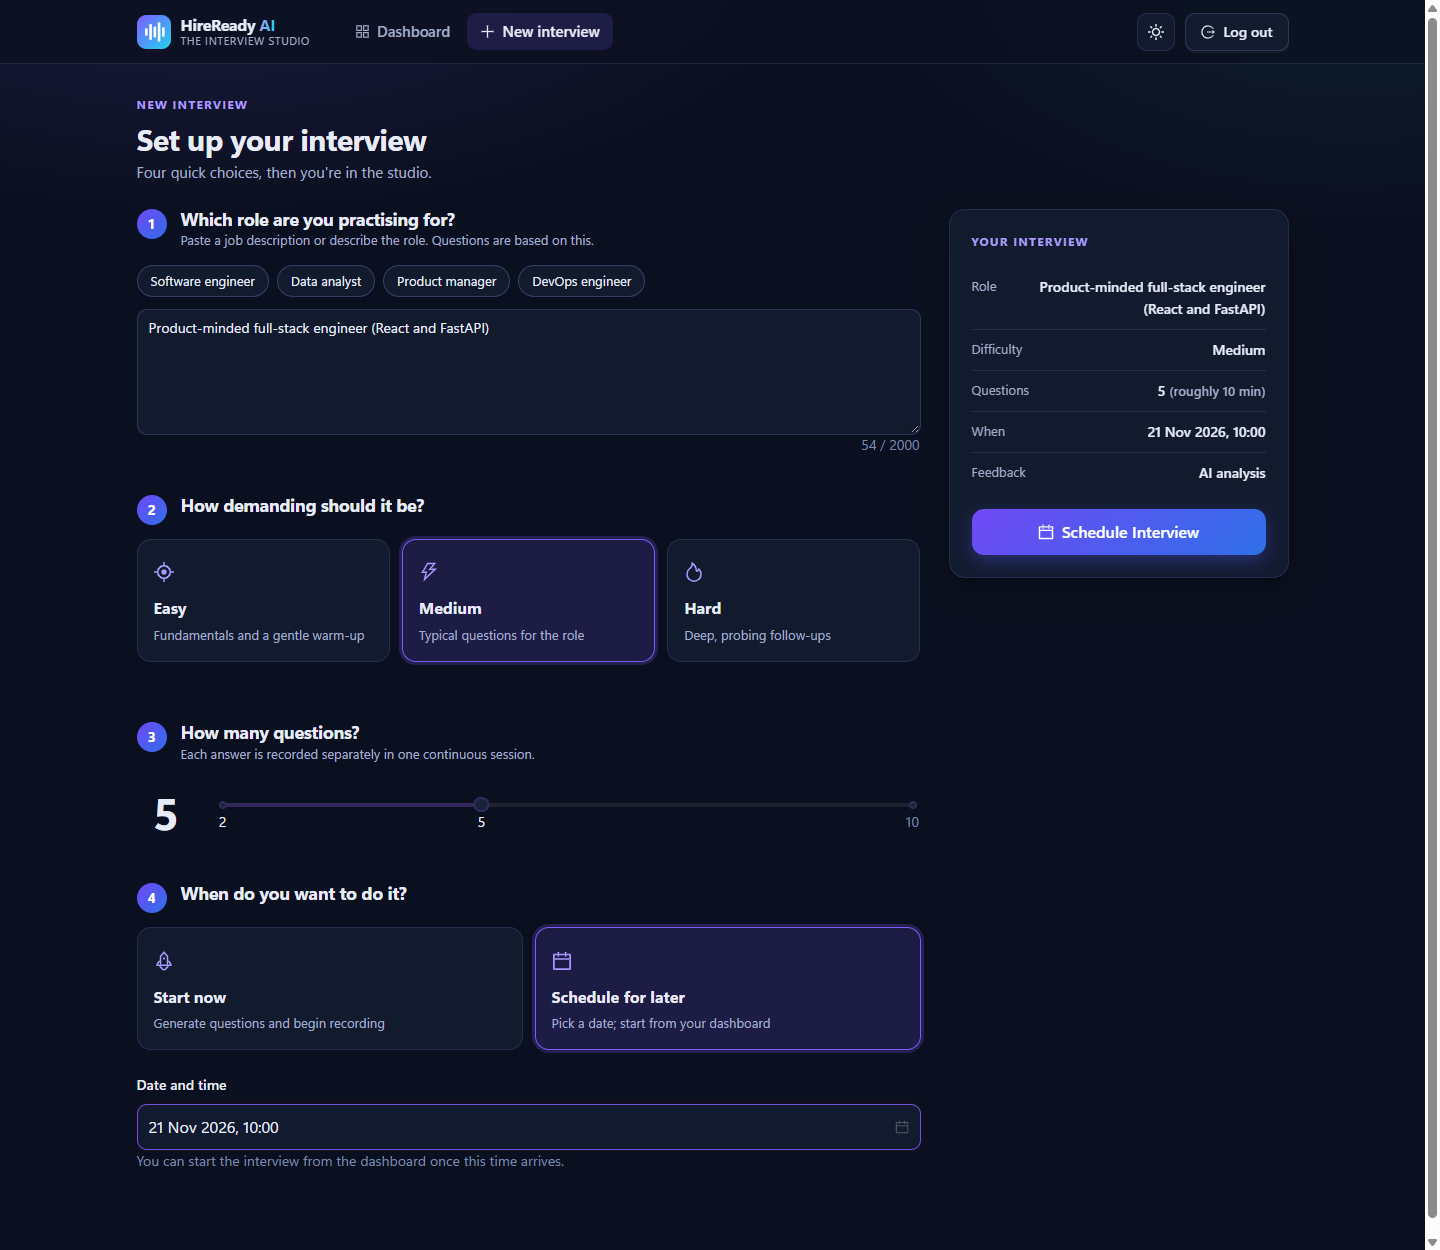 HireReady AI
THE INTERVIEW STUDIO
Dashboard
New interview
Log out
NEW INTERVIEW
Set up your interview
Four quick choices, then you're in the studio.
1
Which role are you practising for?
Paste a job description or describe the role. Questions are based on this.
Software engineer
Data analyst
Product manager
DevOps engineer
Product-minded full-stack engineer (React and FastAPI)
54 / 2000
2
How demanding should it be?
Easy
Fundamentals and a gentle warm-up
Medium
Typical questions for the role
Hard
Deep, probing follow-ups
3
How many questions?
Each answer is recorded separately in one continuous session.
5
2
5
10
4
When do you want to do it?
Start now
Generate questions and begin recording
Schedule for later
Pick a date; start from your dashboard
Date and time
21 Nov 2026, 10:00
You can start the interview from the dashboard once this time arrives.
YOUR INTERVIEW
Role
Product-minded full-stack engineer
(React and FastAPI)
Difficulty
Medium
Questions
5 (roughly 10 min)
When
21 Nov 2026, 10:00
Feedback
AI analysis
Schedule Interview